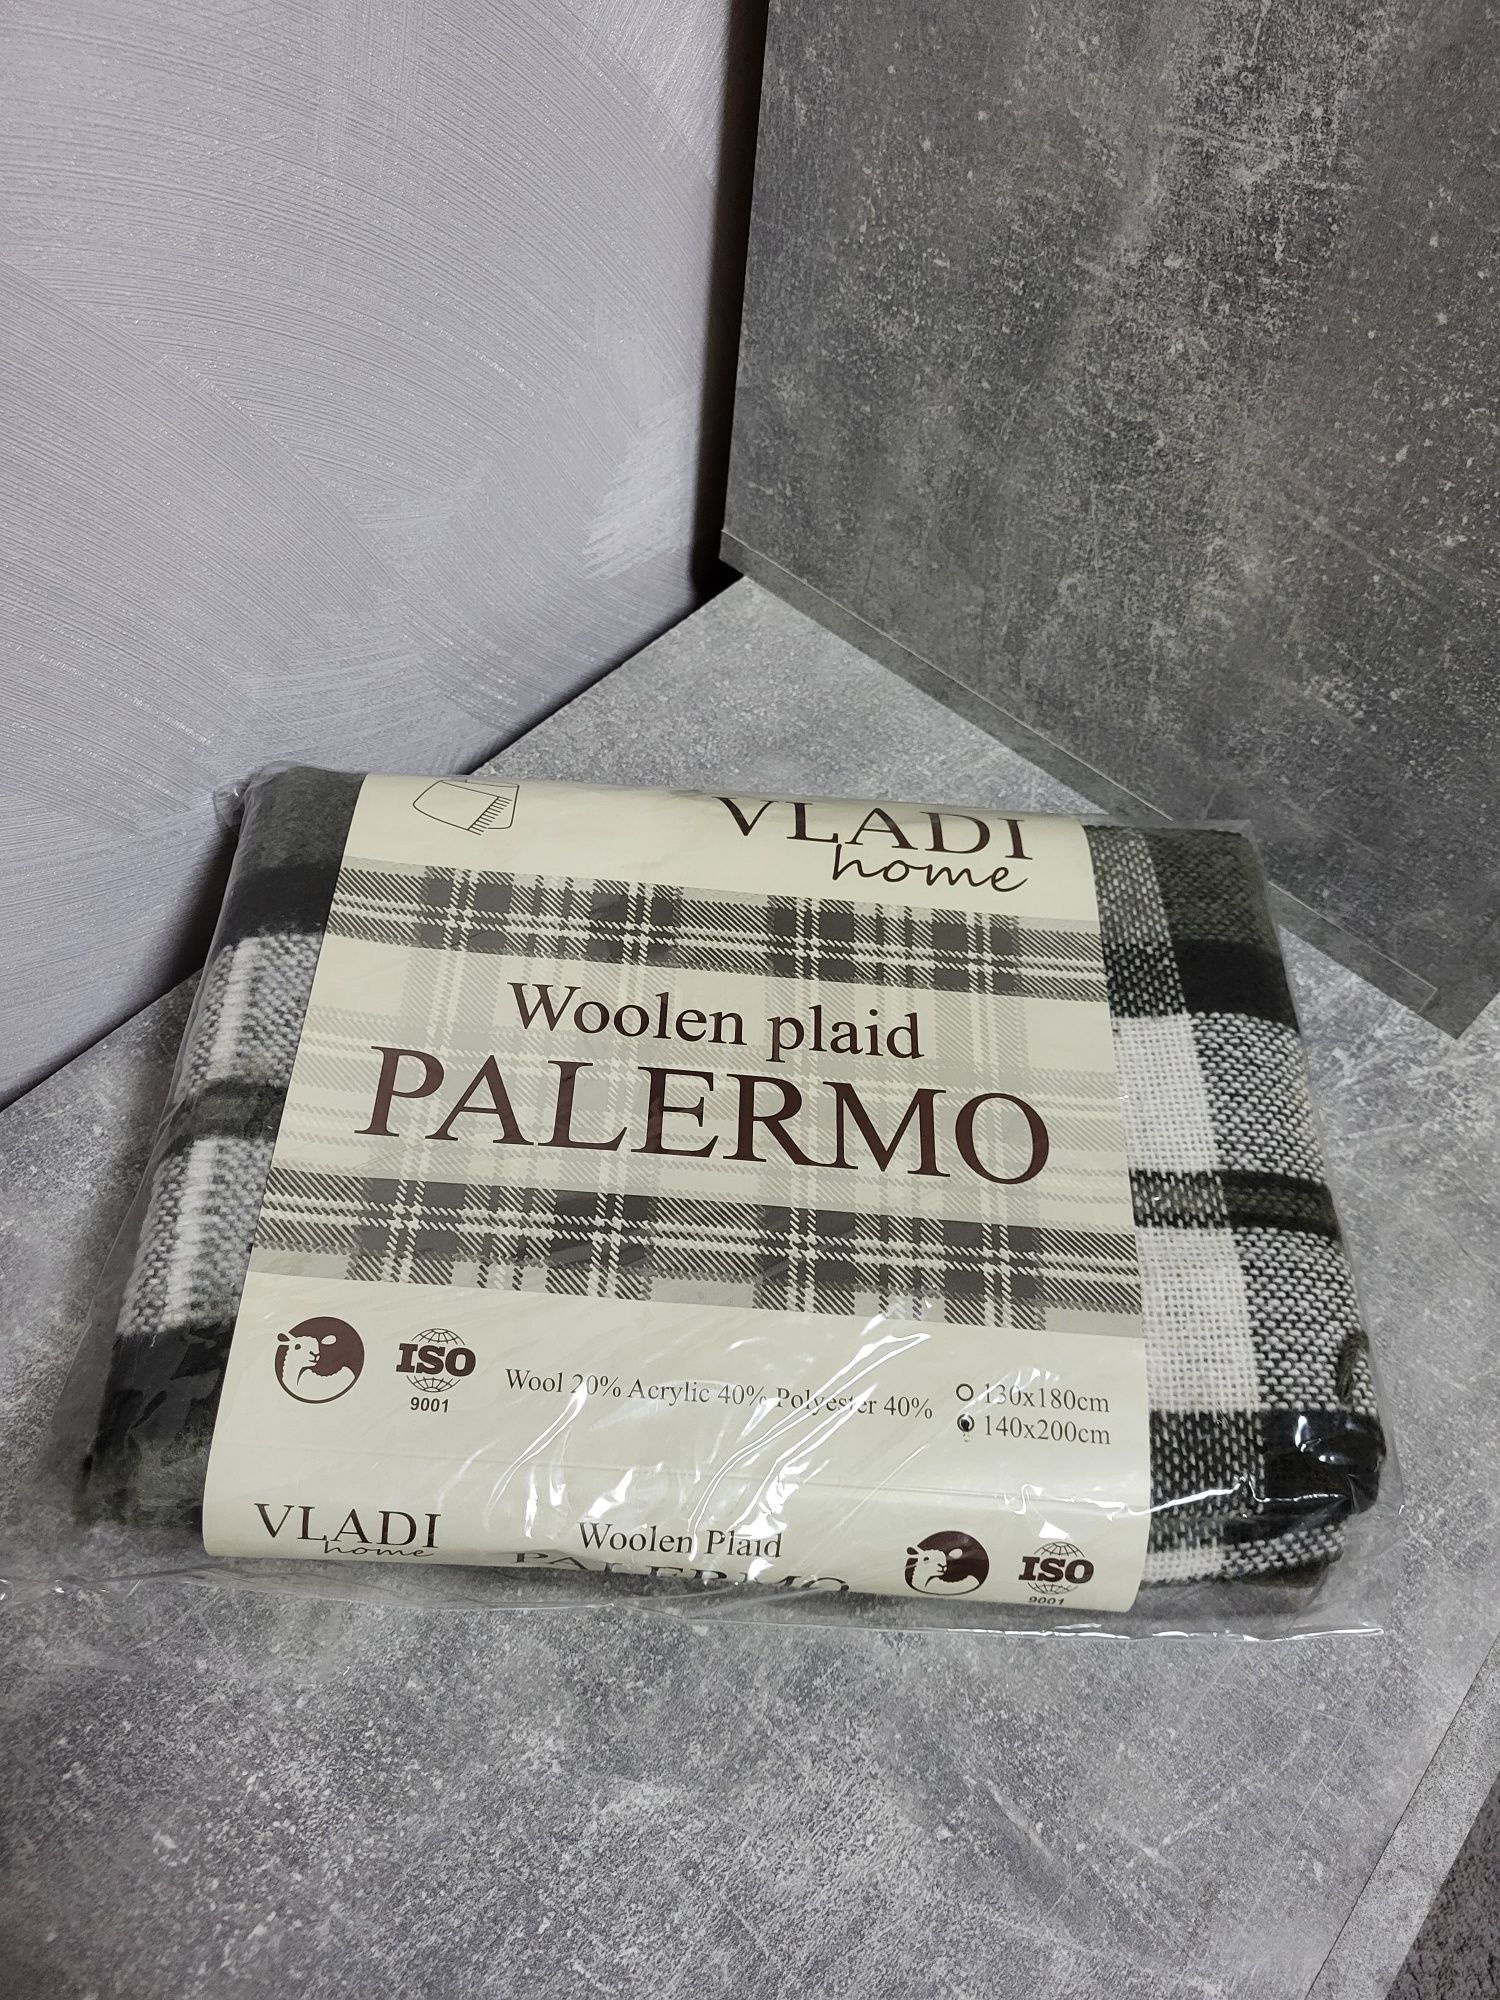 VLADI
home
Woolen plaid
PALERMO
ISO
9001
Wool 20% Acrylic 40% Polyester 40%
130x180cm
140x200cm
VLADI
home
Woolen Plaid
PALERMO
ISO
9001